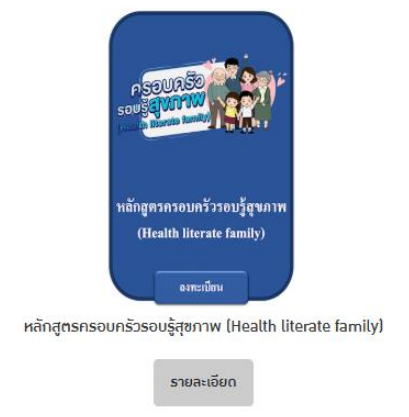 ครอบครัว
รอบรู้สุขภาพ
(Health literate family)
หลักสูตรครอบครัวรอบรู้สุขภาพ
(Health literate family)
ลงทะเบียน
หลักสูตรครอบครัวรอบรู้สุขภาพ (Health literate family)
รายละเอียด